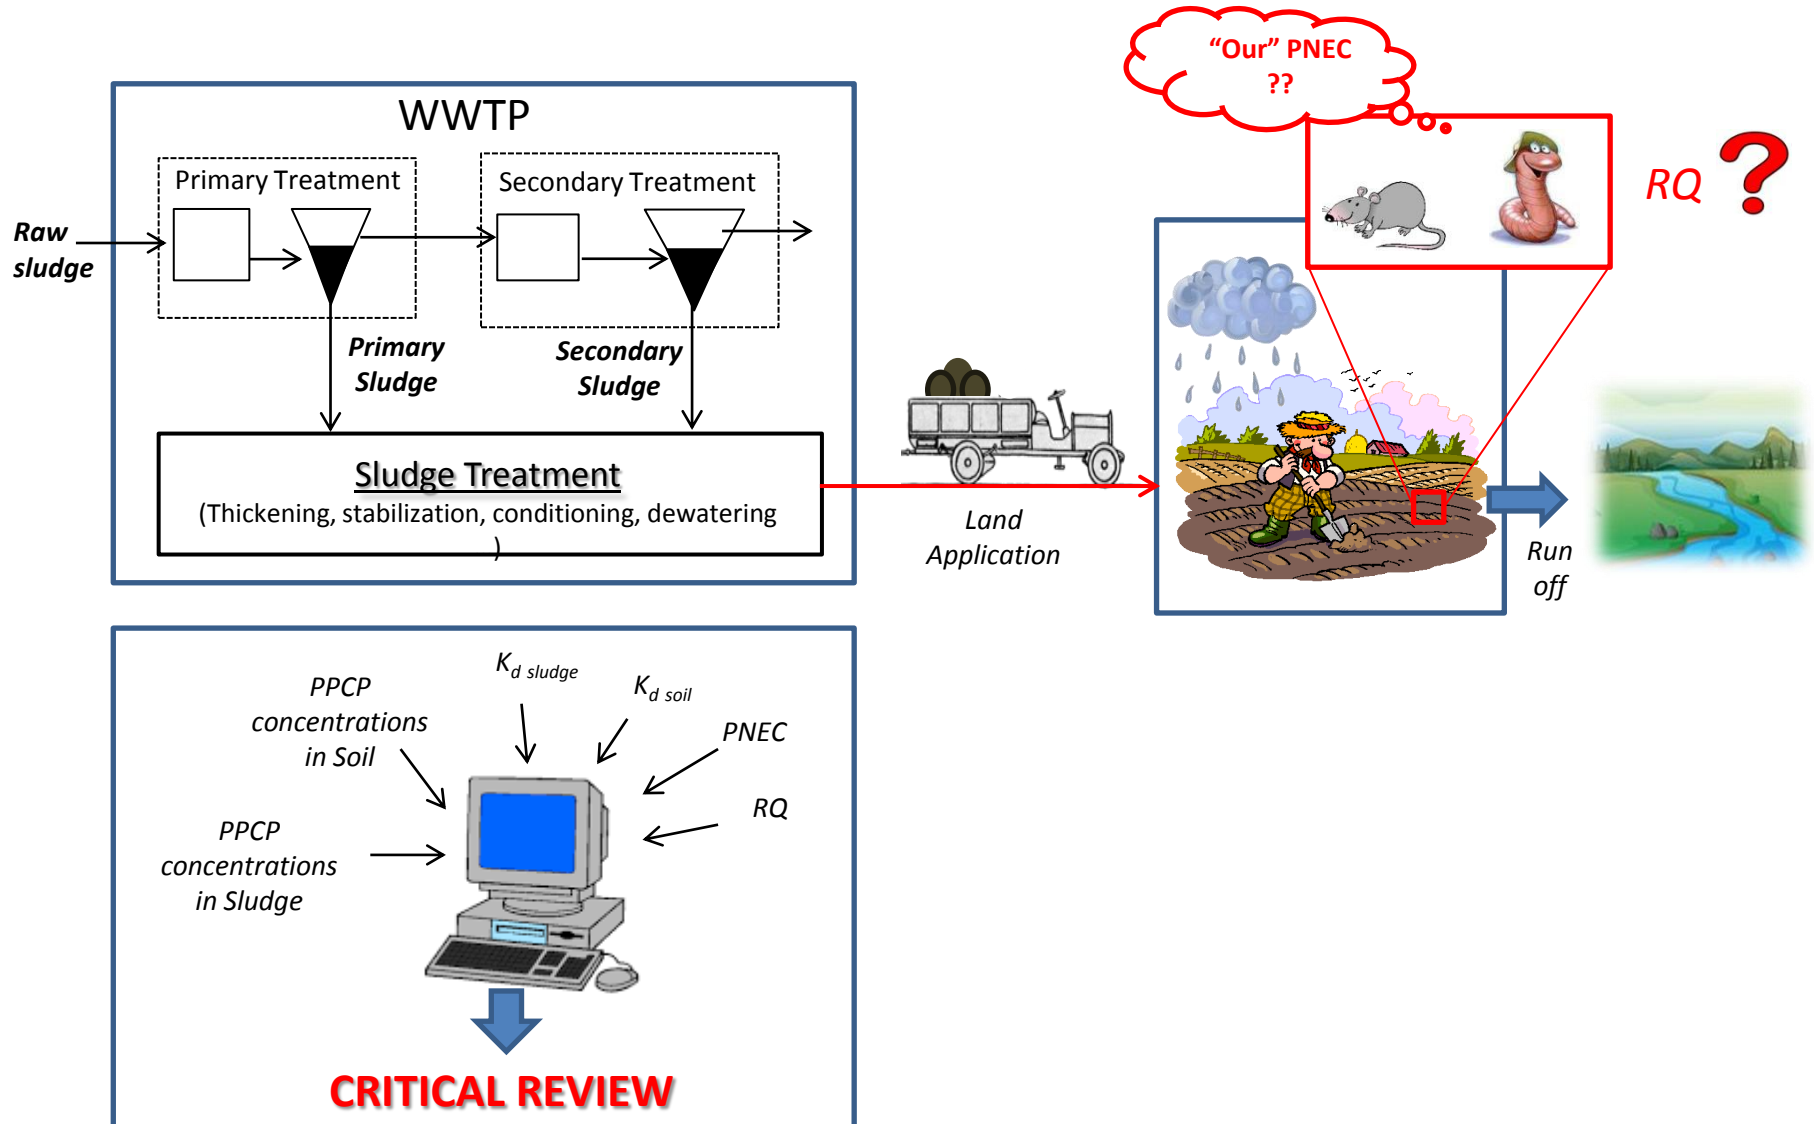 “Our” PNEC
??
WWTP
Primary Treatment
Secondary Treatment
RQ
Raw
sludge
Primary
Sludge
Secondary
Sludge
Sludge Treatment
(Thickening, stabilization, conditioning, dewatering
)
Land
Application
Run
off
K_d sludge
K_d soil
PPCP
concentrations
in Soil
PNEC
RQ
PPCP
concentrations
in Sludge
CRITICAL REVIEW